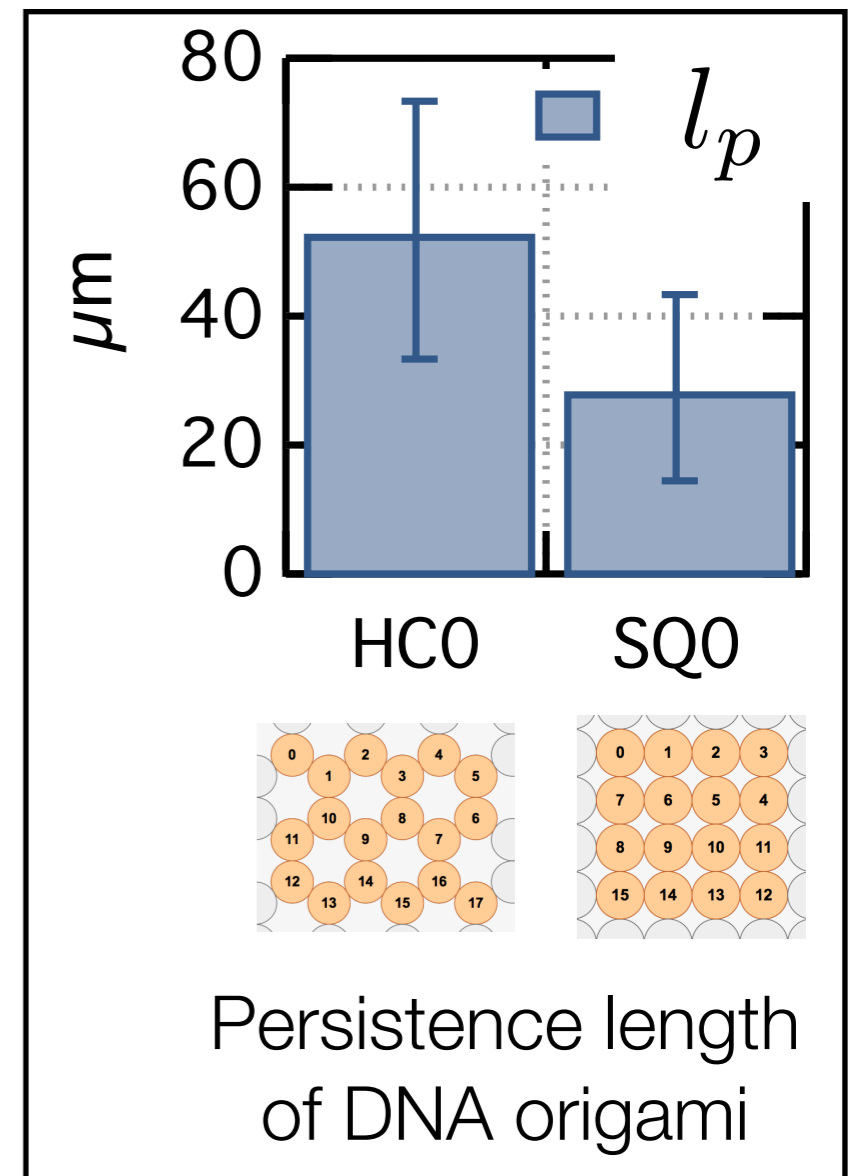 80
l_p
60
μm
40
20
0
HC0 SQ0
0 2 4
1 3 5
10 8 6
11 9 7
12 14 16
13 15 17
0 1 2 3
7 6 5 4
8 9 10 11
15 14 13 12
Persistence length
of DNA origami